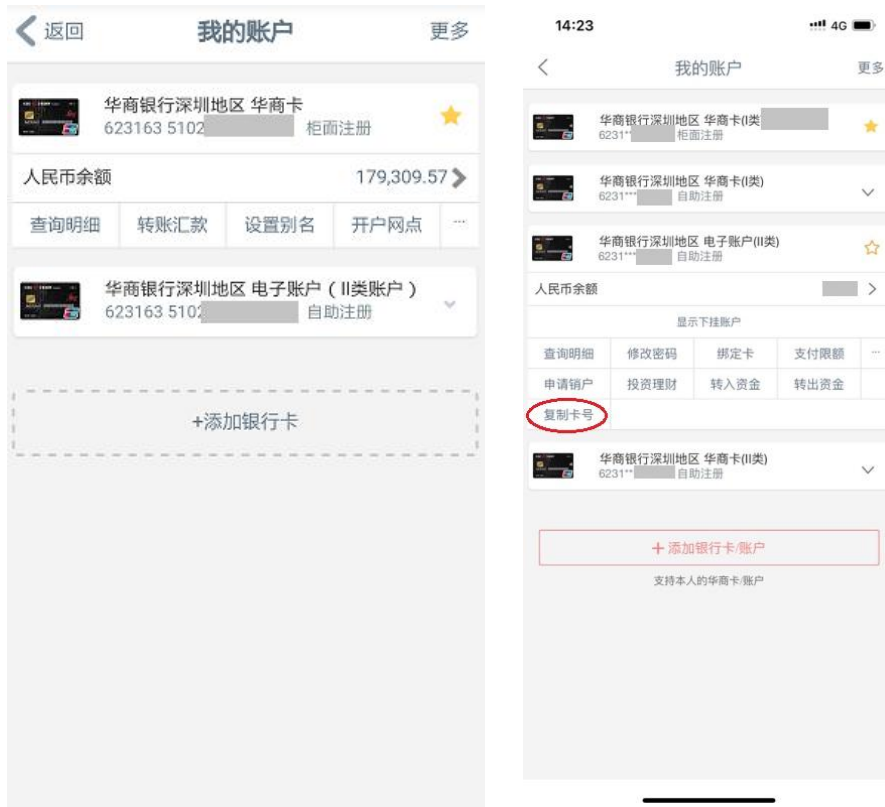 返回 我的账户 更多
华商银行深圳地区 华商卡
623163 5102 柜面注册
人民币余额 179,309.57
查询明细 转账汇款 设置别名 开户网点 ...
华商银行深圳地区 电子账户（II类账户）
623163 5102 自助注册
+添加银行卡
14:23 4G
我的账户 更多
华商银行深圳地区 华商卡(I类
6231** 柜面注册
华商银行深圳地区 华商卡(I类)
6231*** 自助注册
华商银行深圳地区 电子账户(II类)
6231*** 自助注册
人民币余额
显示下挂账户
查询明细 修改密码 绑定卡 支付限额 ...
申请销户 投资理财 转入资金 转出资金
复制卡号
华商银行深圳地区 华商卡(II类)
6231** 自助注册
+添加银行卡/账户
支持本人的华商卡/账户